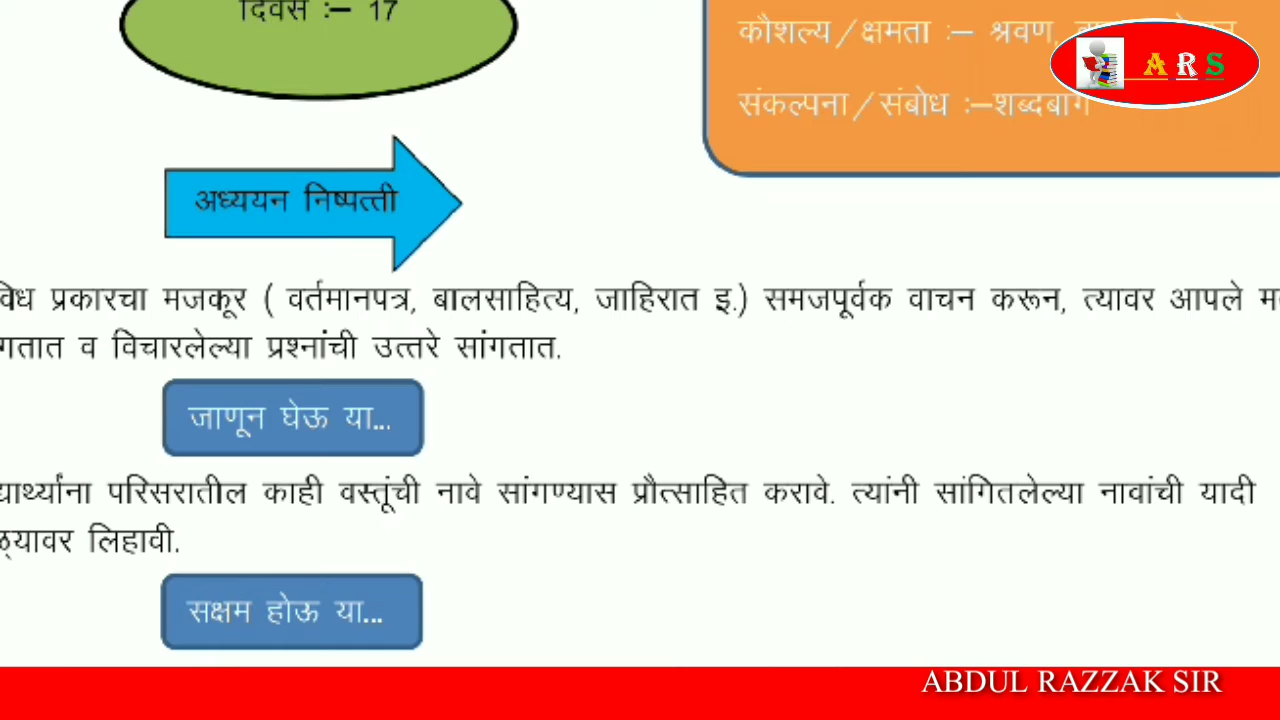 दिवस :– 17
कौशल्य/क्षमता :– श्रवण,
A R S
संकल्पना/संबोध :–शब्दबाग
अध्ययन निष्पत्ती
प्रकारचा मजकूर ( वर्तमानपत्र, बालसाहित्य, जाहिरात इ.) समजपूर्वक वाचन करून, त्यावर आपले
व विचारलेल्या प्रश्नांची उत्तरे सांगतात.
जाणून घेऊ या...
परिसरातील काही वस्तूंची नावे सांगण्यास प्रौत्साहित करावे. त्यांनी सांगितलेल्या नावांची यादी
लिहावी.
सक्षम होऊ या...
ABDUL RAZZAK SIR